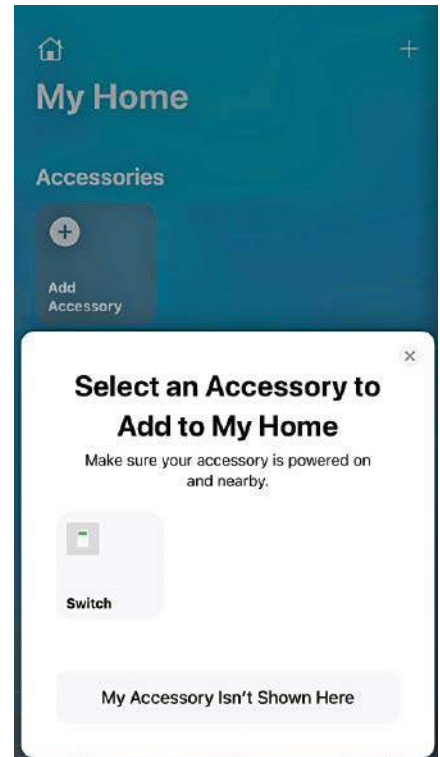 My Home
Accessories
Add
Accessory
Select an Accessory to
Add to My Home
Make sure your accessory is powered on
and nearby.
Switch
My Accessory Isn't Shown Here